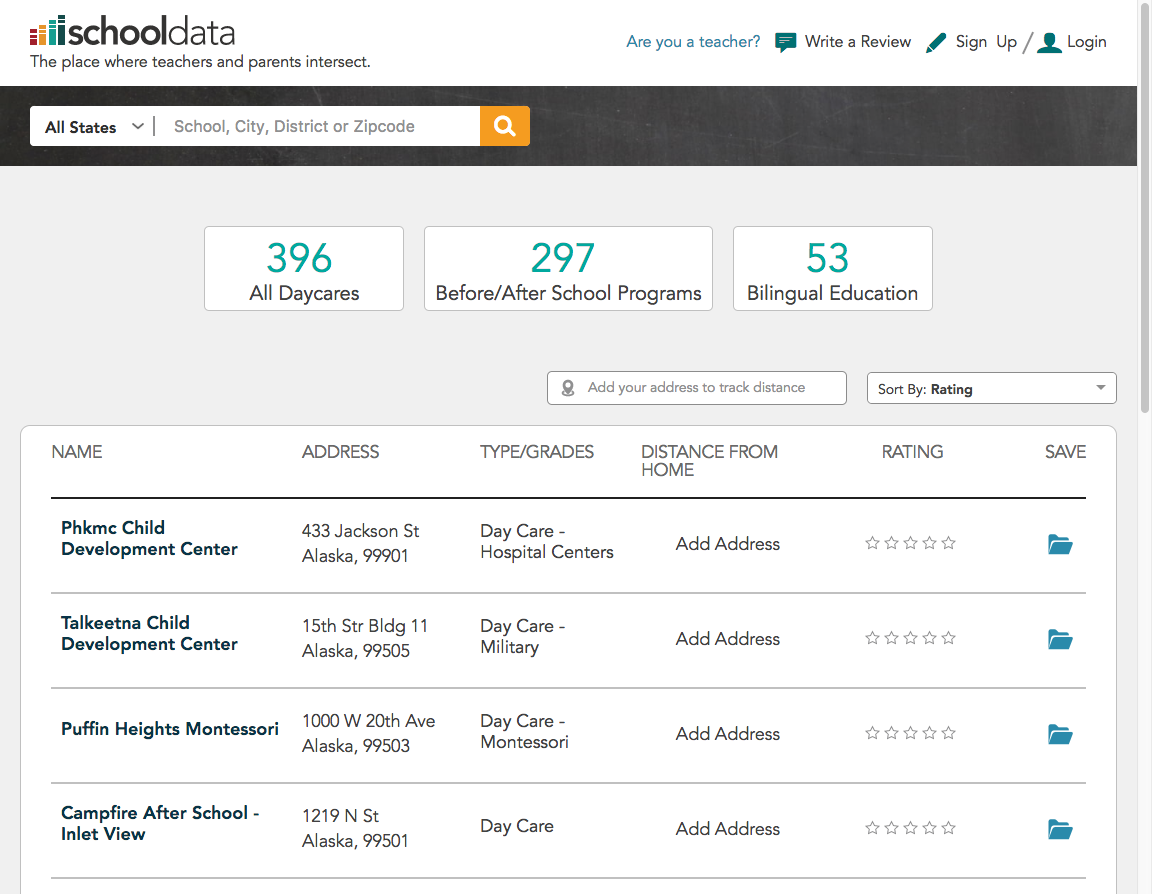 schooldata
The place where teachers and parents intersect.
Are you a teacher? Write a Review Sign Up / Login
All States School, City, District or Zipcode
396
All Daycares
297
Before/After School Programs
53
Bilingual Education
Add your address to track distance
Sort By: Rating
NAME ADDRESS TYPE/GRADES DISTANCE FROM RATING SAVE
HOME
Phkmc Child
Development Center
433 Jackson St
Alaska, 99901
Day Care -
Hospital Centers
Add Address
Talkeetna Child
Development Center
15th Str Bldg 11
Alaska, 99505
Day Care -
Military
Add Address
Puffin Heights Montessori
1000 W 20th Ave
Alaska, 99503
Day Care -
Montessori
Add Address
Campfire After School -
Inlet View
1219 N St
Alaska, 99501
Day Care
Add Address